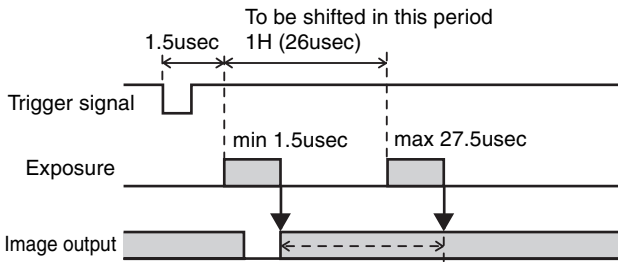 To be shifted in this period
1.5usec 1H (26usec)
Trigger signal
min 1.5usec max 27.5usec
Exposure
Image output